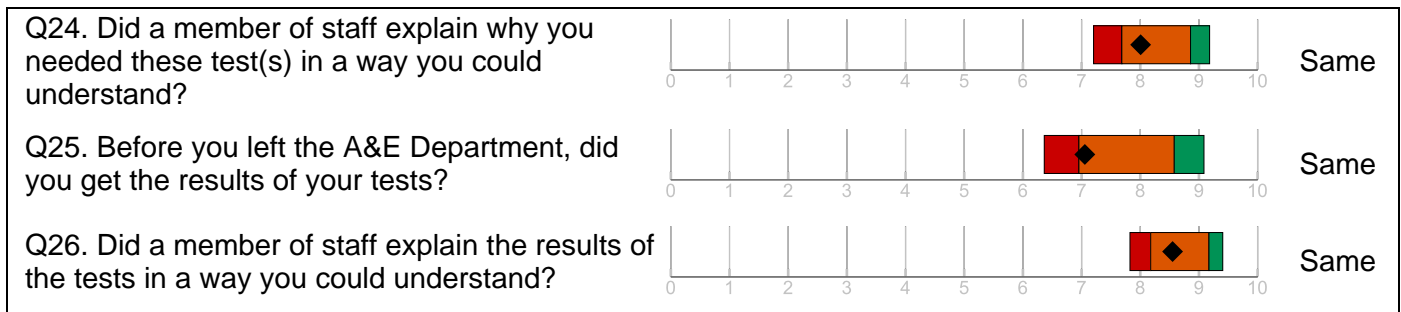 Q24. Did a member of staff explain why you
needed these test(s) in a way you could
understand?
0 1 2 3 4 5 6 7 8 9 10
Same
Q25. Before you left the A&E Department, did
you get the results of your tests?
0 1 2 3 4 5 6 7 8 9 10
Same
Q26. Did a member of staff explain the results of
the tests in a way you could understand?
0 1 2 3 4 5 6 7 8 9 10
Same